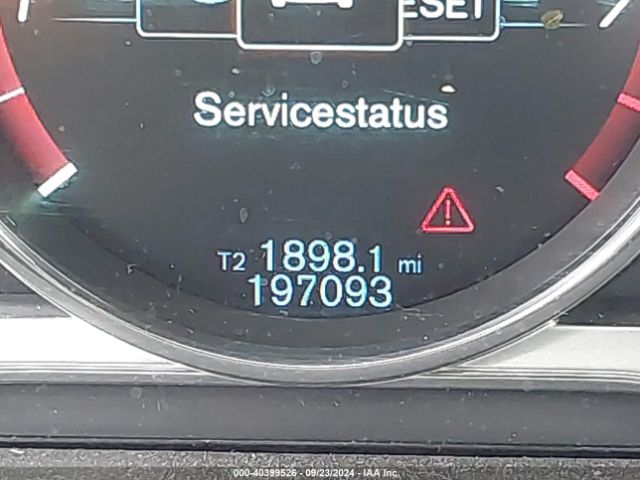 ESET
Servicestatus
T2 1898.1 mi
197093
000-40399526 - 09/23/2024 - IAA Inc.